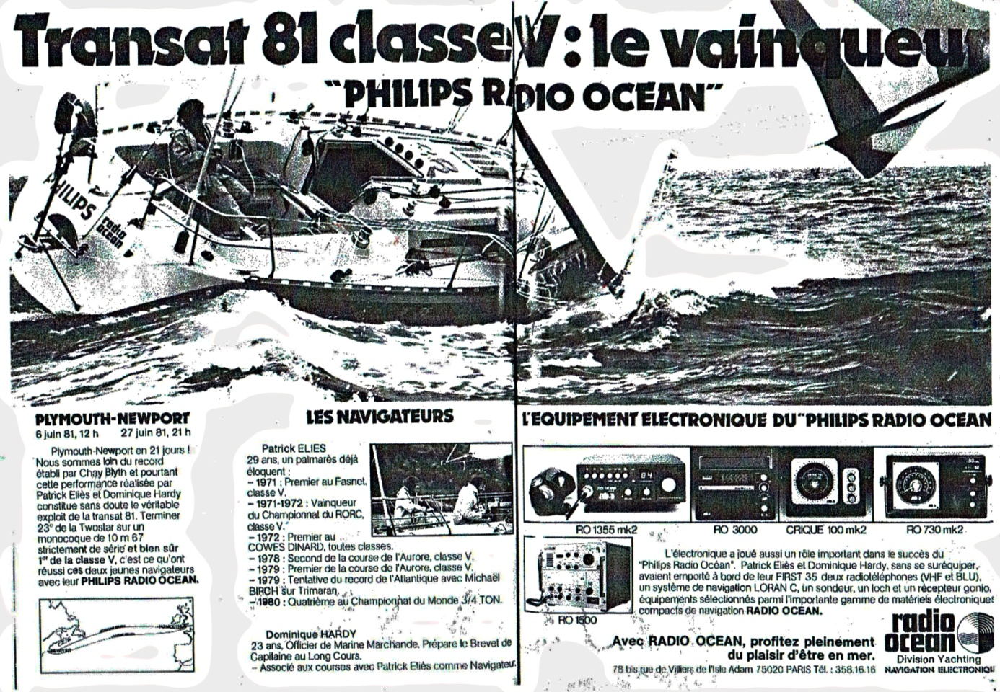 Transat 81 classe V : le vainqueur
"PHILIPS RADIO OCEAN"
PHILIPS
radio
ocean
PLYMOUTH-NEWPORT
6 juin 81, 12 h 27 juin 81, 21 h
Plymouth-Newport en 21 jours !
Nous sommes loin du record
établi par Chay Blyth et pourtant
cette performance réalisée par
Patrick Eliès et Dominique Hardy
constitue sans doute le véritable
exploit de la transat 81. Terminer
23e de la Twostar sur un
monocoque de 10 m 67
strictement de série et bien sûr
1er de la classe V, c'est ce qu'ont
réussi ces deux jeunes navigateurs
avec leur PHILIPS RADIO OCEAN.
LES NAVIGATEURS
Patrick ELIES
29 ans, un palmarès déjà
éloquent :
– 1971 : Premier au Fasnet,
classe V.
– 1971-1972 : Vainqueur
du Championnat du RORC,
classe V.
– 1972 : Premier au
COWES DINARD, toutes classes.
– 1978 : Second de la course de l'Aurore, classe V.
– 1979 : Premier de la course de l'Aurore, classe V.
– 1979 : Tentative du record de l'Atlantique avec Michaël
BIRCH sur Trimaran.
– 1980 : Quatrième au Championnat du Monde 3/4 TON.
Dominique HARDY
23 ans, Officier de Marine Marchande. Prépare le Brevet de
Capitaine au Long Cours.
– Associé aux courses avec Patrick Eliès comme Navigateur
L'EQUIPEMENT ELECTRONIQUE DU "PHILIPS RADIO OCEAN
RO 1355 mk2 RO 3000 CRIQUE 100 mk2 RO 730 mk2
RO 1500
L'électronique a joué aussi un rôle important dans le succès du
"Philips Radio Océan". Patrick Eliès et Dominique Hardy, sans se suréquiper,
avaient emporté à bord de leur FIRST 35 deux radiotéléphones (VHF et BLU),
un système de navigation LORAN C, un sondeur, un loch et un récepteur gonio,
équipements sélectionnés parmi l'importante gamme de matériels électroniques
compacts de navigation RADIO OCEAN.
Avec RADIO OCEAN, profitez pleinement
du plaisir d'être en mer.
radio
ocean
Division Yachting
NAVIGATION ELECTRONIQU
78 bis rue de Villiers de l'Isle Adam 75020 PARIS Tél. : 358.16.16